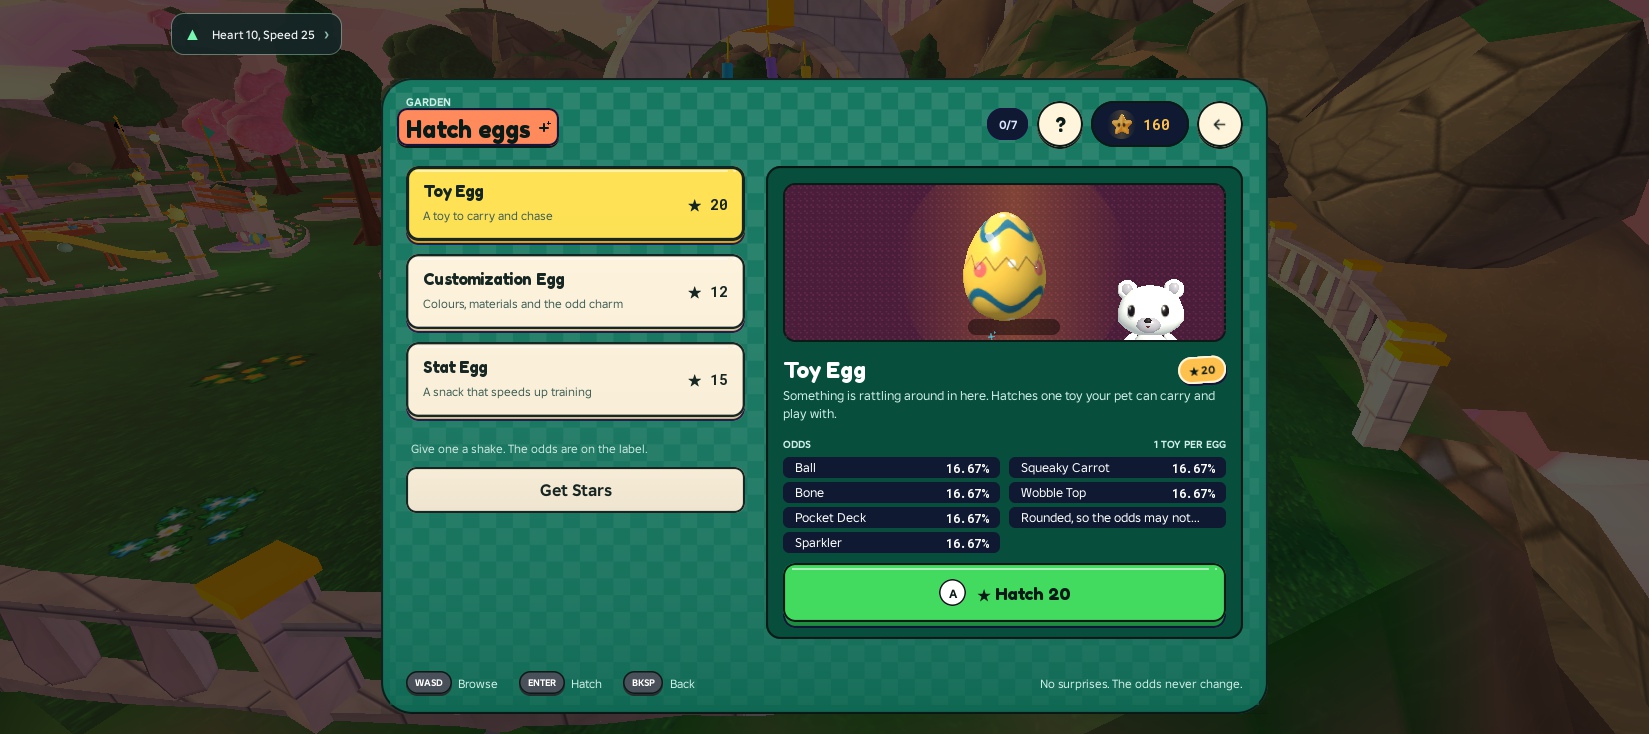 ▲ Heart 10, Speed 25 ›
GARDEN
Hatch eggs
0/7
?
160
←
Toy Egg
A toy to carry and chase
★ 20
Customization Egg
Colours, materials and the odd charm
★ 12
Stat Egg
A snack that speeds up training
★ 15
Give one a shake. The odds are on the label.
Get Stars
Toy Egg
★ 20
Something is rattling around in here. Hatches one toy your pet can carry and
play with.
ODDS
1 TOY PER EGG
Ball 16.67%
Squeaky Carrot 16.67%
Bone 16.67%
Wobble Top 16.67%
Pocket Deck 16.67%
Rounded, so the odds may not...
Sparkler 16.67%
A ★ Hatch 20
WASD Browse ENTER Hatch BKSP Back
No surprises. The odds never change.